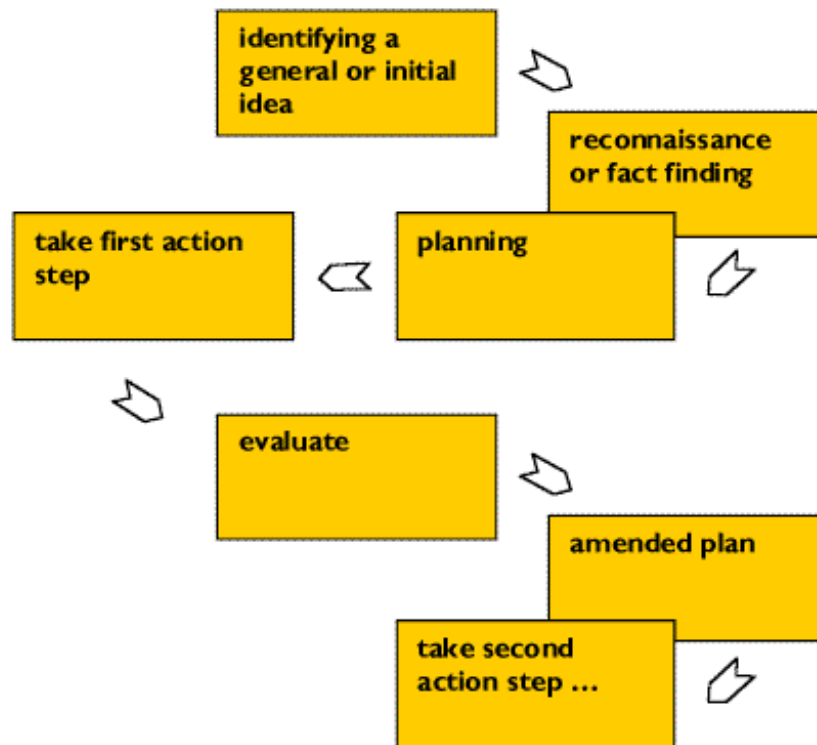 identifying a
general or initial
idea
reconnaissance
or fact finding
planning
take first action
step
evaluate
amended plan
take second
action step ...